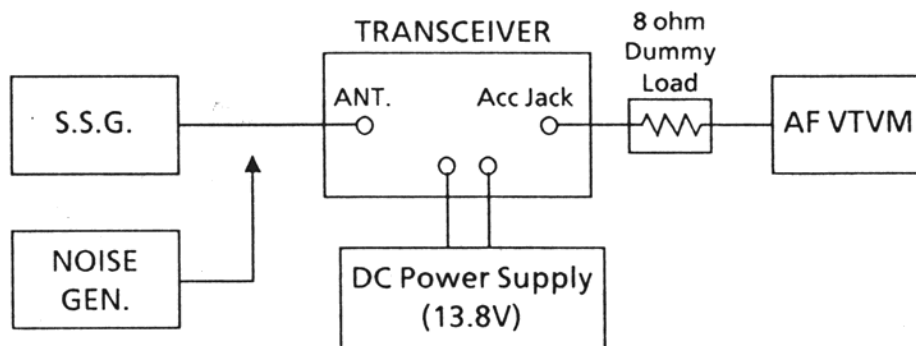 TRANSCEIVER
8 ohm
Dummy
Load
S.S.G.
ANT.
Acc Jack
AF VTVM
NOISE
GEN.
DC Power Supply
(13.8V)